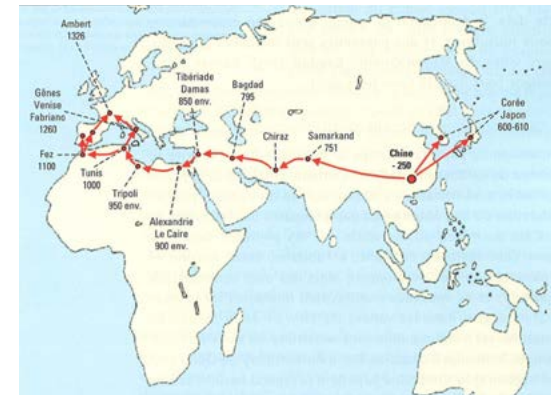 Ambert
1326
Gênes
Venise
Fabriano
1260
Fez
1100
Tunis
1000
Tripoli
950 env.
Alexandrie
Le Caire
900 env.
Tibériade
Damas
850 env.
Bagdad
795
Chiraz
Samarkand
751
Chine
- 250
Corée
Japon
600-610